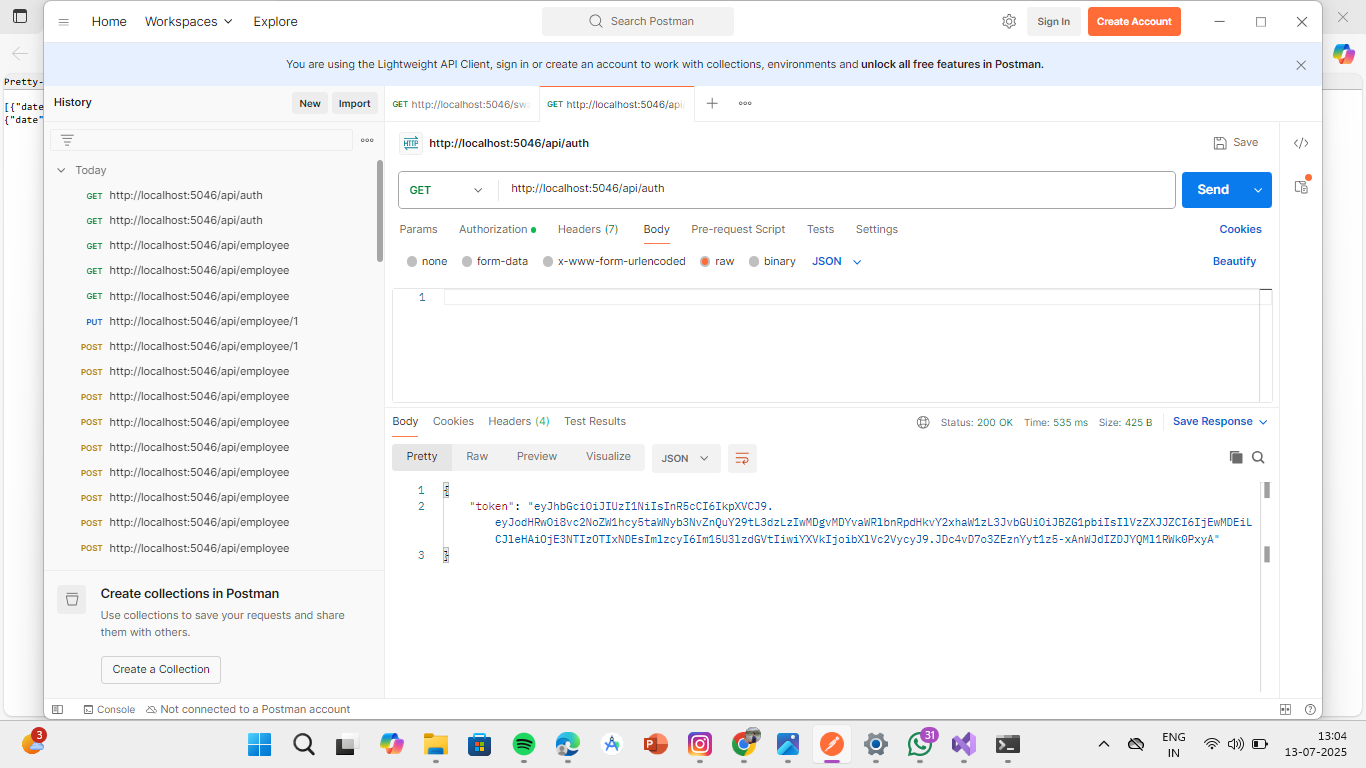 Home
Workspaces
Explore
Search Postman
Sign In
Create Account
You are using the Lightweight API Client, sign in or create an account to work with collections, environments and unlock all free features in Postman.
Pretty-
[{"date
{"date"
History
New
Import
GET http://localhost:5046/sw
GET http://localhost:5046/api
HTTP http://localhost:5046/api/auth
Save
Today
GET http://localhost:5046/api/auth
GET http://localhost:5046/api/auth
GET http://localhost:5046/api/employee
GET http://localhost:5046/api/employee
GET http://localhost:5046/api/employee
PUT http://localhost:5046/api/employee/1
POST http://localhost:5046/api/employee/1
POST http://localhost:5046/api/employee
POST http://localhost:5046/api/employee
POST http://localhost:5046/api/employee
POST http://localhost:5046/api/employee
POST http://localhost:5046/api/employee
POST http://localhost:5046/api/employee
POST http://localhost:5046/api/employee
POST http://localhost:5046/api/employee
Create collections in Postman
Use collections to save your requests and share
them with others.
Create a Collection
GET
http://localhost:5046/api/auth
Send
Params
Authorization
Headers (7)
Body
Pre-request Script
Tests
Settings
Cookies
none
form-data
x-www-form-urlencoded
raw
binary
JSON
Beautify
1
Body
Cookies
Headers (4)
Test Results
Status: 200 OK
Time: 535 ms
Size: 425 B
Save Response
Pretty
Raw
Preview
Visualize
JSON
1 {
2 "token": "eyJhbGciOiJIUzI1NiIsInR5cCI6IkpXVCJ9.
eyJodHRwOi8vc2NoZW1hcy5taWNyb3NvZnQuY29tL3dzLzIwMDgvMDYvaWRlbnRpdHkvY2xhaW1zL3JvbGUiOiJBZG1pbiIsIlVzZXJJZCI6IjEwMDEiL
CJleHAiOjE3NTIzOTIxNDEsImlzcyI6Im15U3lzdGVtIiwiYXVkIjoibXlVc2VycyJ9.JDc4vD7o3ZEznYyt1z5-xAnWJdIZDJYQMl1RWk0PxyA"
3 }
Console
Not connected to a Postman account
3
31
ENG
IN
13:04
13-07-2025